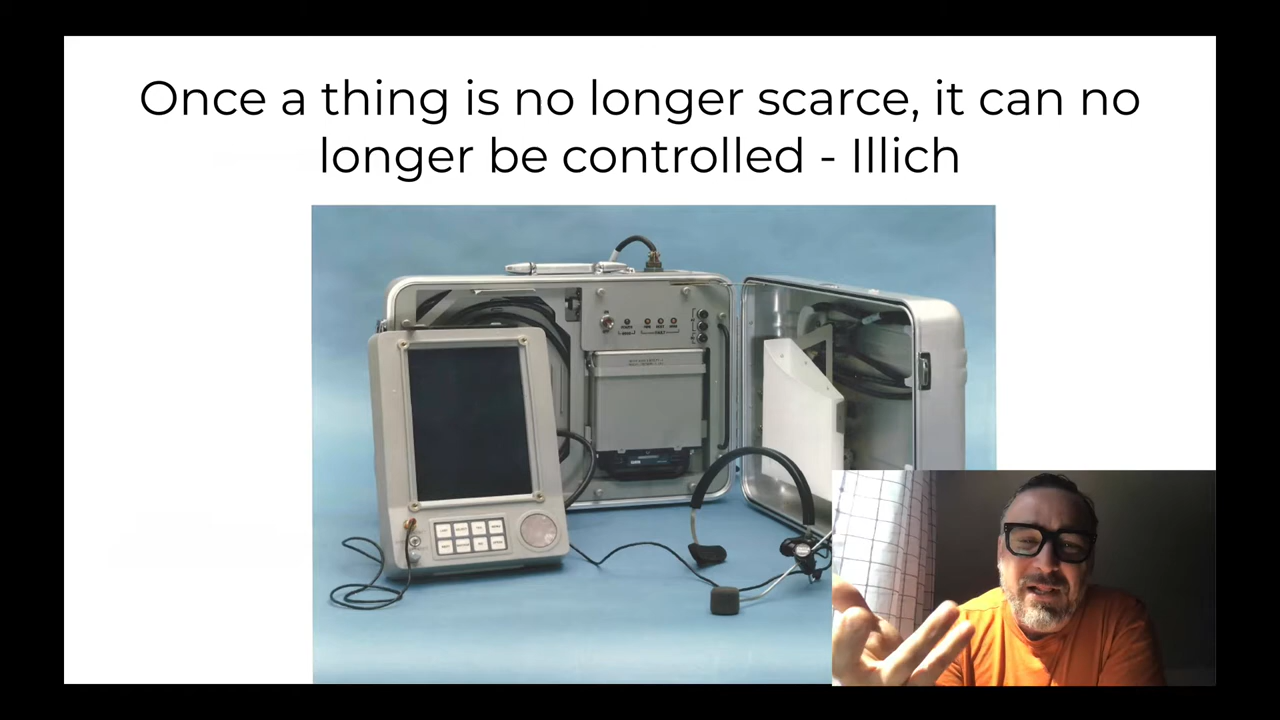 Once a thing is no longer scarce, it can no
longer be controlled - Illich